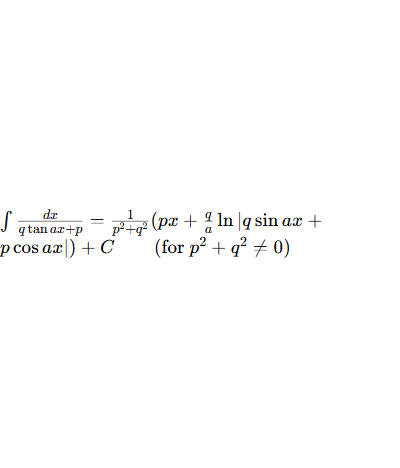 ∫ dx/(q tan ax+p) = 1/(p²+q²) (px + q/a ln |q sin ax +
p cos ax|) + C (for p² + q² ≠ 0)